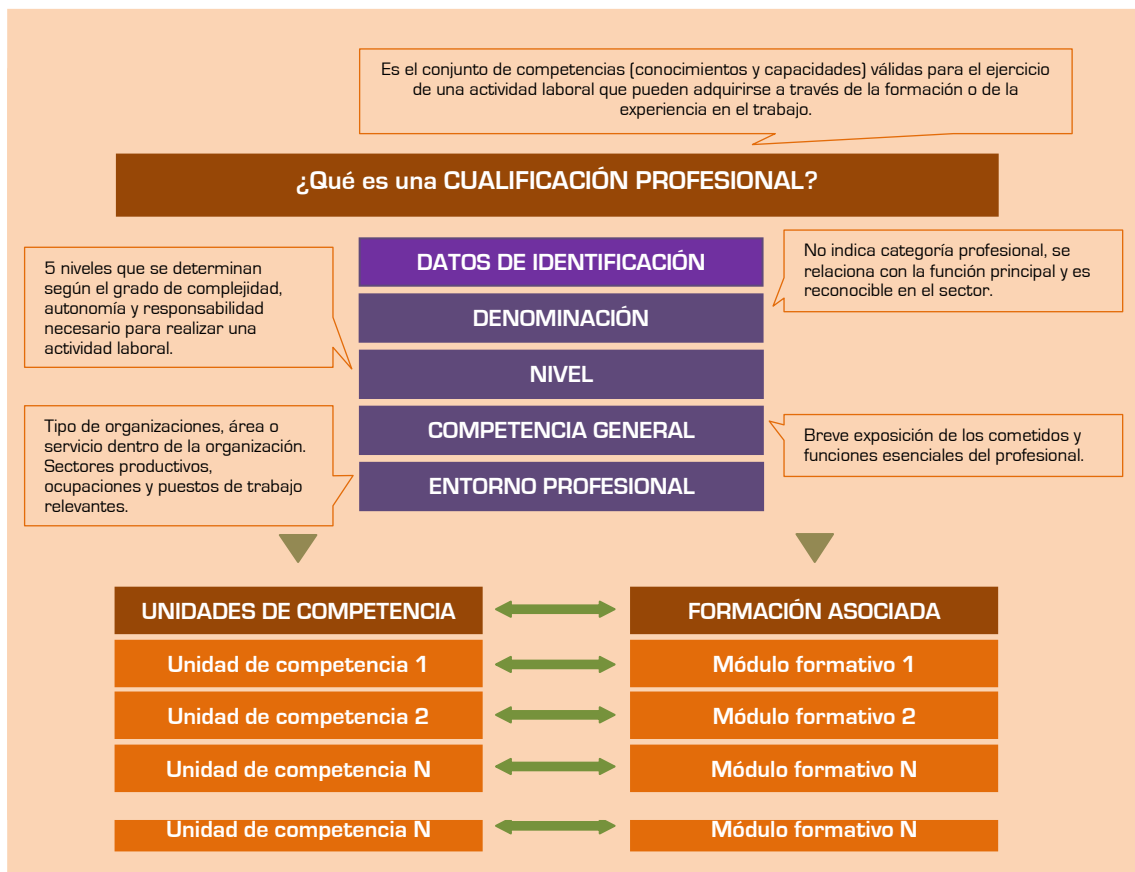 Es el conjunto de competencias (conocimientos y capacidades) válidas para el ejercicio
de una actividad laboral que pueden adquirirse a través de la formación o de la
experiencia en el trabajo.
¿Qué es una CUALIFICACIÓN PROFESIONAL?
5 niveles que se determinan
según el grado de complejidad,
autonomía y responsabilidad
necesario para realizar una
actividad laboral.
DATOS DE IDENTIFICACIÓN
DENOMINACIÓN
NIVEL
COMPETENCIA GENERAL
ENTORNO PROFESIONAL
No indica categoría profesional, se
relaciona con la función principal y es
reconocible en el sector.
Tipo de organizaciones, área o
servicio dentro de la organización.
Sectores productivos,
ocupaciones y puestos de trabajo
relevantes.
Breve exposición de los cometidos y
funciones esenciales del profesional.
UNIDADES DE COMPETENCIA
FORMACIÓN ASOCIADA
Unidad de competencia 1
Módulo formativo 1
Unidad de competencia 2
Módulo formativo 2
Unidad de competencia N
Módulo formativo N
Unidad de competencia N
Módulo formativo N